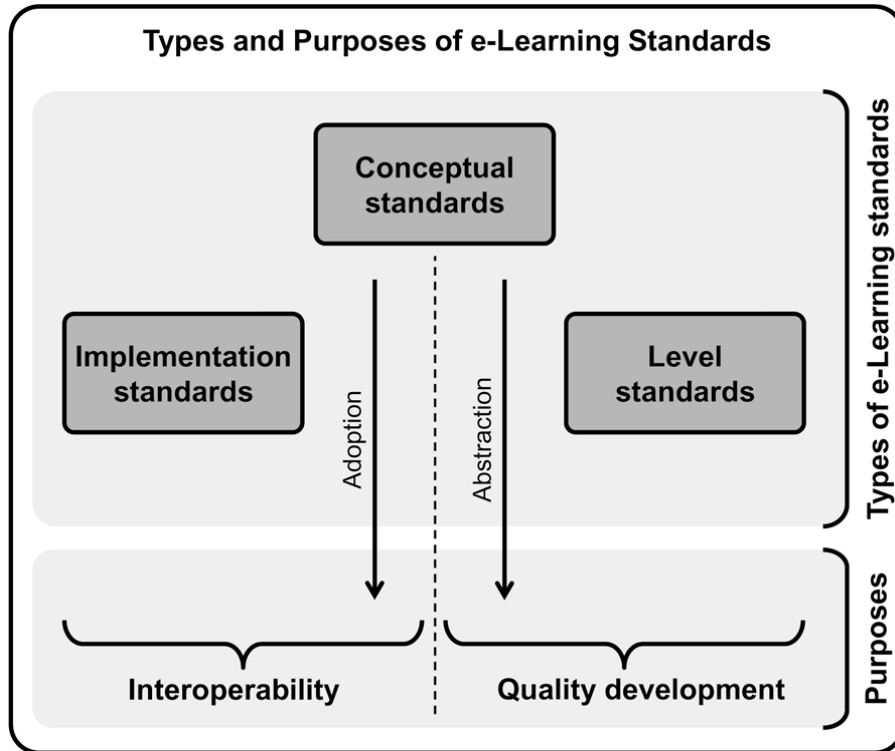 Types and Purposes of e-Learning Standards
Conceptual
standards
Implementation
standards
Level
standards
Adoption
Abstraction
Types of e-Learning standards
Interoperability
Quality development
Purposes